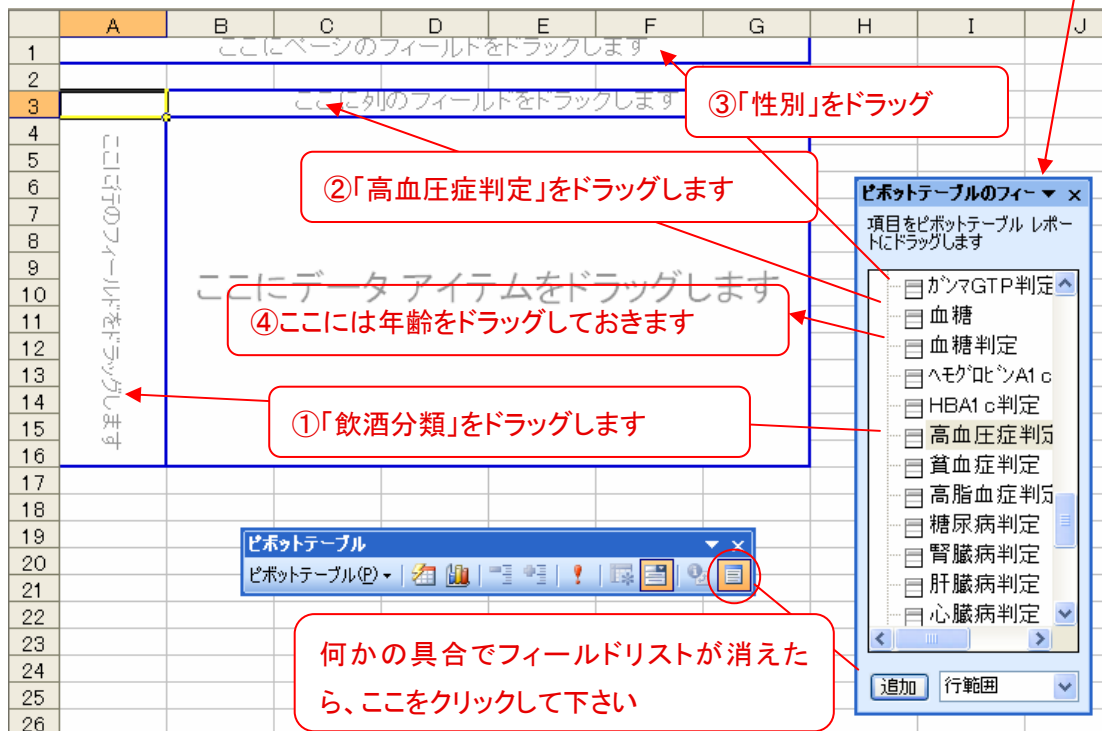 A B C D E F G H I J
1 ここにページのフィールドをドラッグします
2
3 ここに列のフィールドをドラッグします
③「性別」をドラッグ
4
5
6
7
8
9
10
11
12
13
14
15
16
17
18
19
20
21
22
23
24
25
26
ここに行のフィールドをドラッグします
②「高血圧症判定」をドラッグします
ここにデータ アイテムをドラッグします
④ここには年齢をドラッグしておきます
①「飲酒分類」をドラッグします
ピボットテーブルのフィー
項目をピボットテーブル レポー
トにドラッグします
ガンマGTP判定
血糖
血糖判定
ヘモグロビンA1c
HBA1c判定
高血圧症判定
貧血症判定
高脂血症判定
糖尿病判定
腎臓病判定
肝臓病判定
心臓病判定
追加 行範囲
ピボットテーブル
ピボットテーブル(P)
何かの具合でフィールドリストが消えた
ら、ここをクリックして下さい